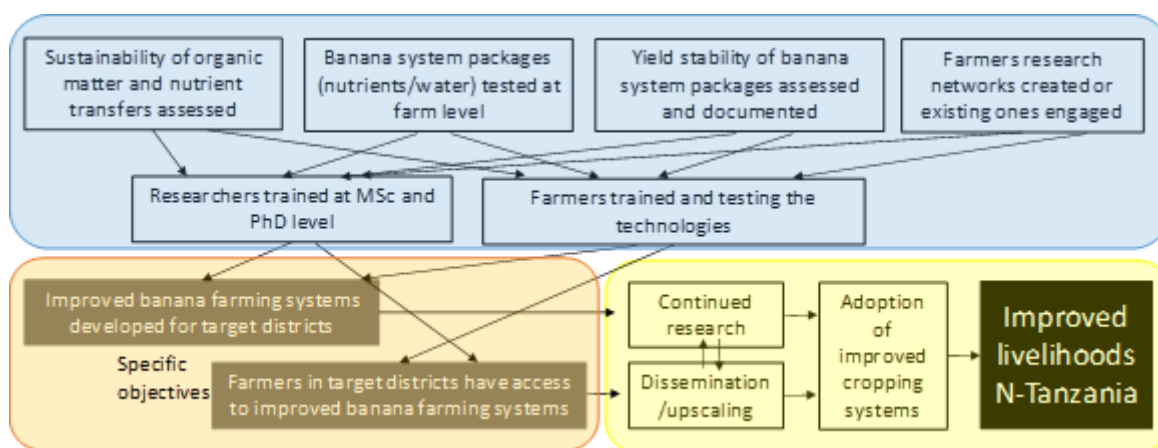 Sustainability of organic
matter and nutrient
transfers assessed
Banana system packages
(nutrients/water) tested at
farm level
Yield stability of banana
system packages assessed
and documented
Farmers research
networks created or
existing ones engaged
Researchers trained at MSc and
PhD level
Farmers trained and testing the
technologies
Improved banana farming systems
developed for target districts
Specific
objectives
Farmers in target districts have access
to improved banana farming systems
Continued
research
Dissemination
/upscaling
Adoption
of
improved
cropping
systems
Improved
livelihoods
N-Tanzania